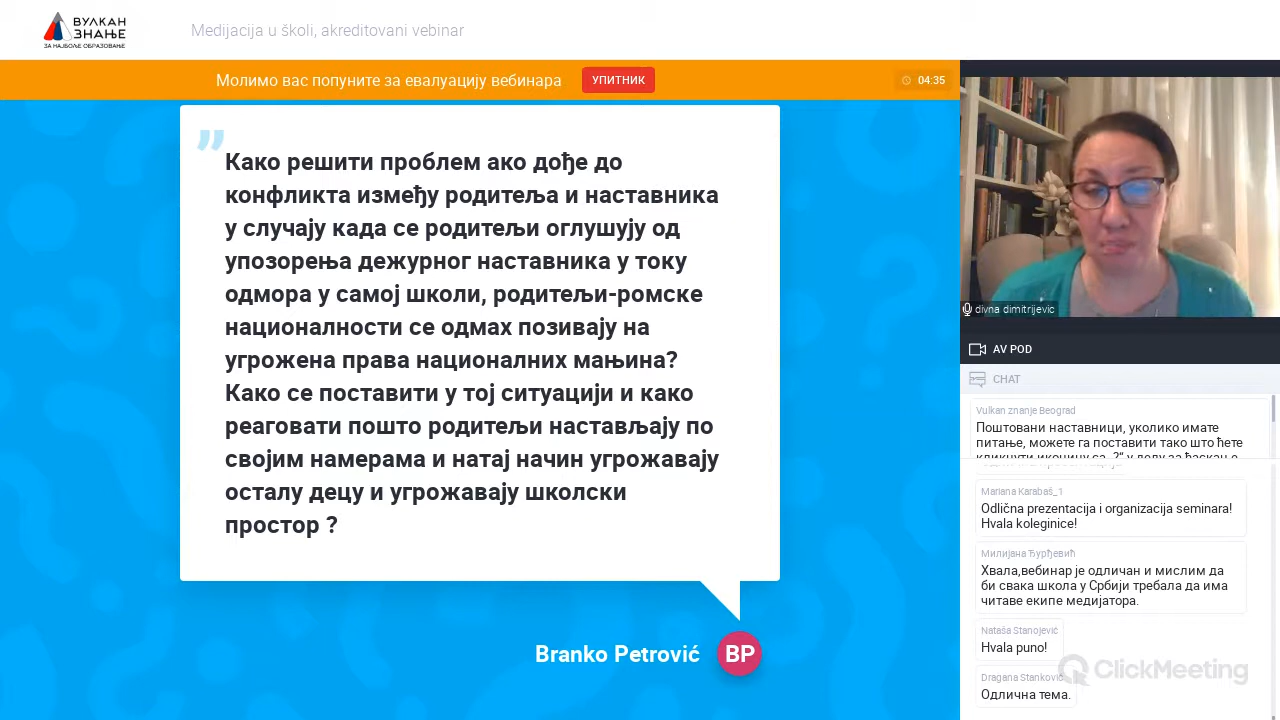 ВУЛКАН
ЗНАЊЕ
ЗА НАЈБОЉЕ ОБРАЗОВАЊЕ
Medijacija u školi, akreditovani vebinar
Молимо вас попуните за евалуацију вебинара
УПИТНИК
04:35
”
Како решити проблем ако дође до
конфликта између родитеља и наставника
у случају када се родитељи оглушују од
упозорења дежурног наставника у току
одмора у самој школи, родитељи-ромске
националности се одмах позивају на
угрожена права националних мањина?
Како се поставити у тој ситуацији и како
реаговати пошто родитељи настављају по
својим намерама и натај начин угрожавају
осталу децу и угрожавају школски
простор ?
Branko Petrović
BP
divna dimitrijevic
AV POD
CHAT
Vulkan znanje Beograd
Поштовани наставници, уколико имате
питање, можете га поставити тако што ћете
Mariana Karabaš_1
Odlična prezentacija i organizacija seminara!
Hvala koleginice!
Милијана Ђурђевић
Хвала,вебинар је одличан и мислим да
би свака школа у Србији требала да има
читаве екипе медијатора.
Nataša Stanojević
Hvala puno!
Dragana Stanković
Одлична тема.
ClickMeeting